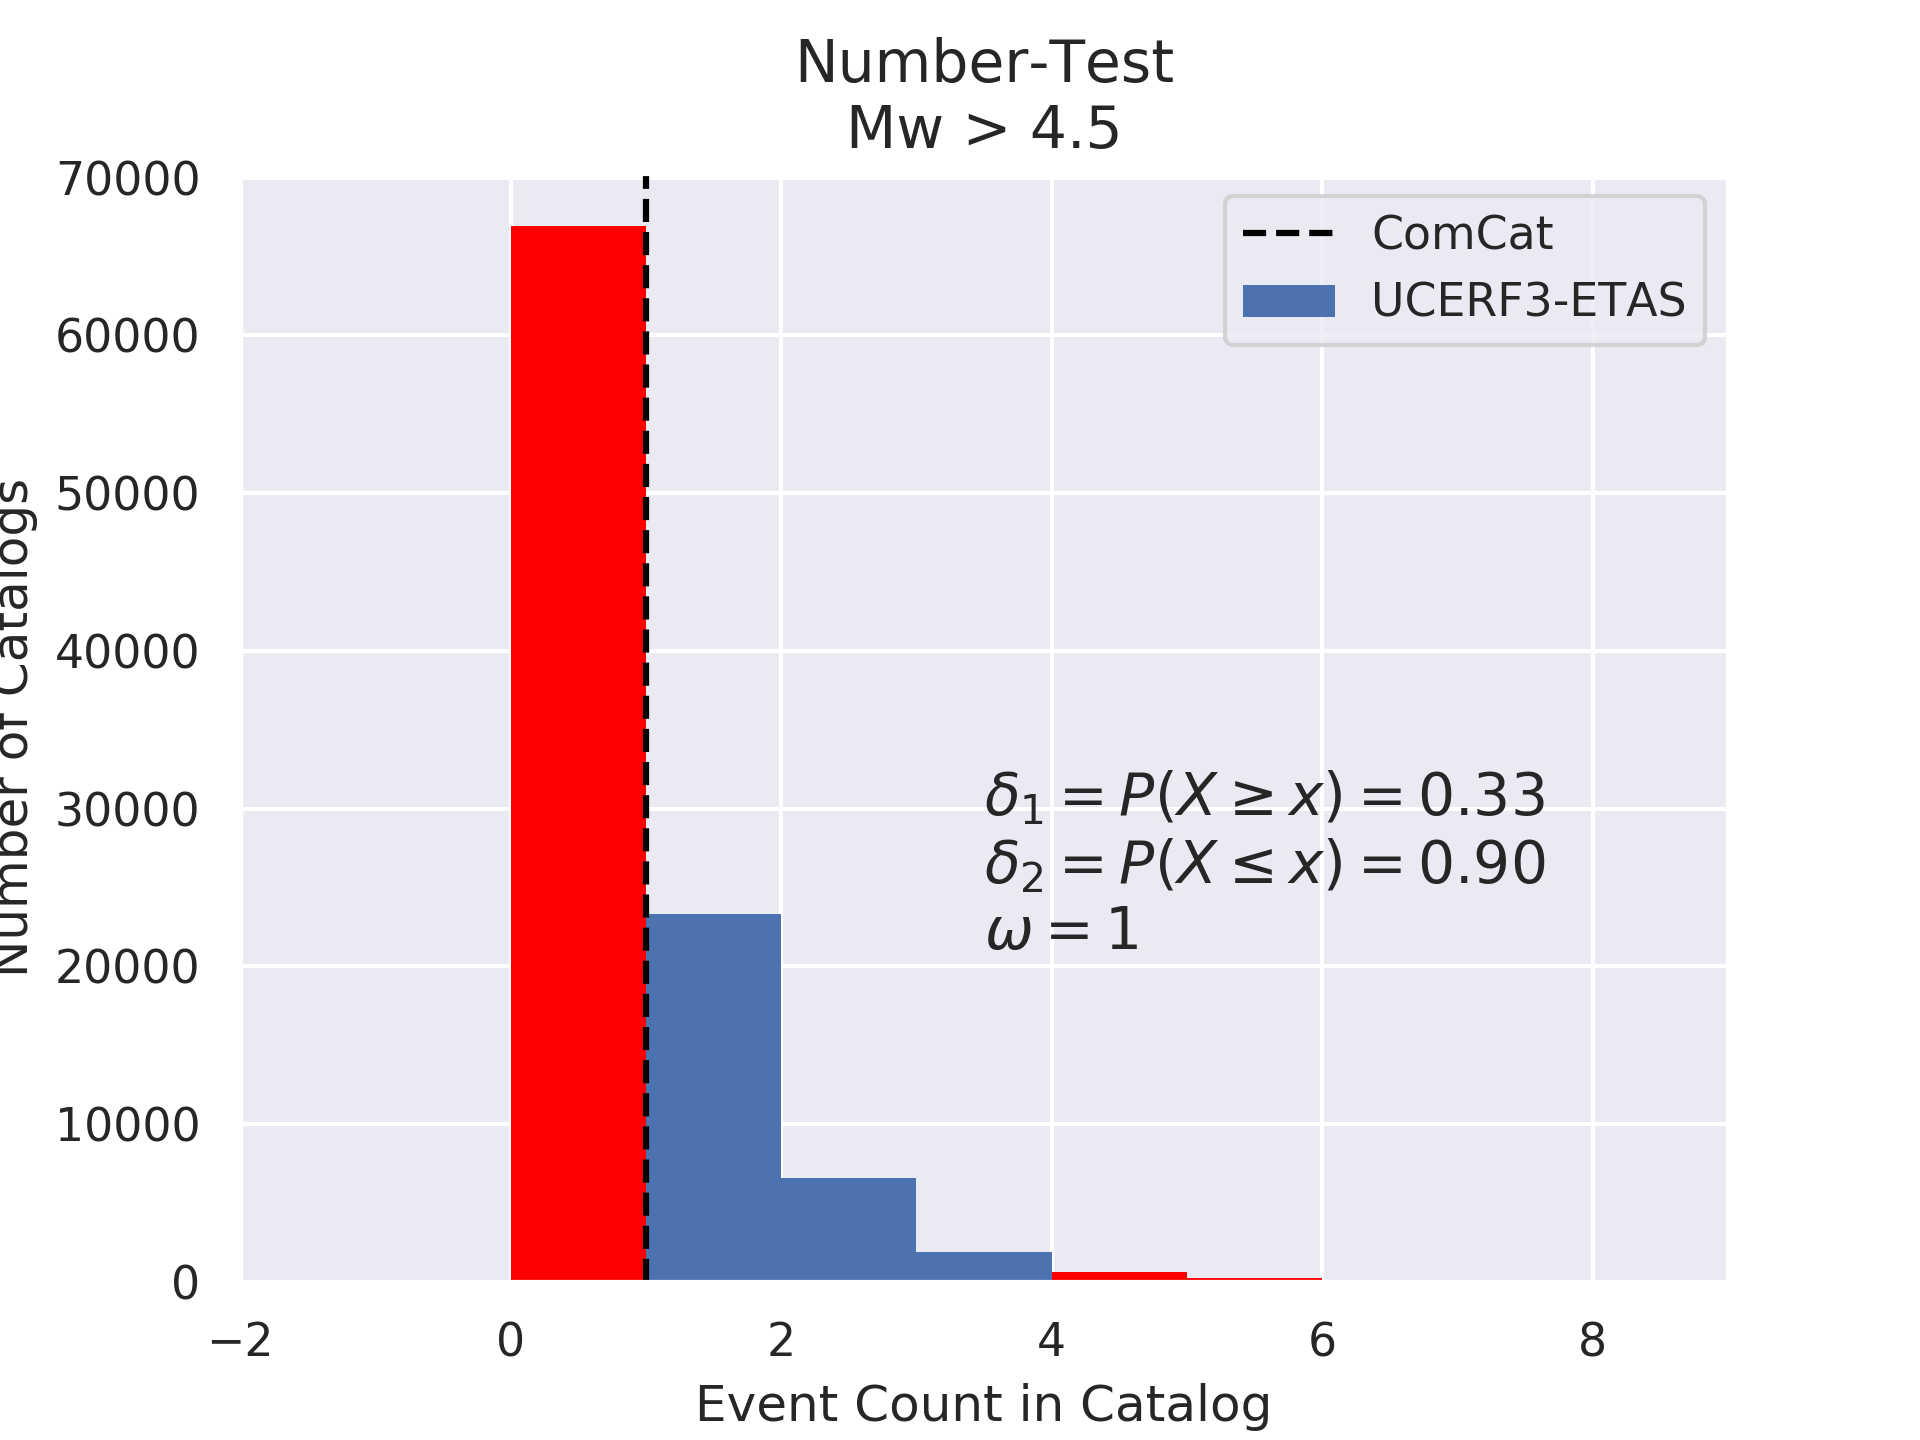 Number-Test
Mw > 4.5
70000
60000
50000
40000
30000
20000
10000
0
Number of Catalogs
ComCat
UCERF3-ETAS
δ₁ = P(X ≥ x) = 0.33
δ₂ = P(X ≤ x) = 0.90
ω = 1
−2 0 2 4 6 8
Event Count in Catalog